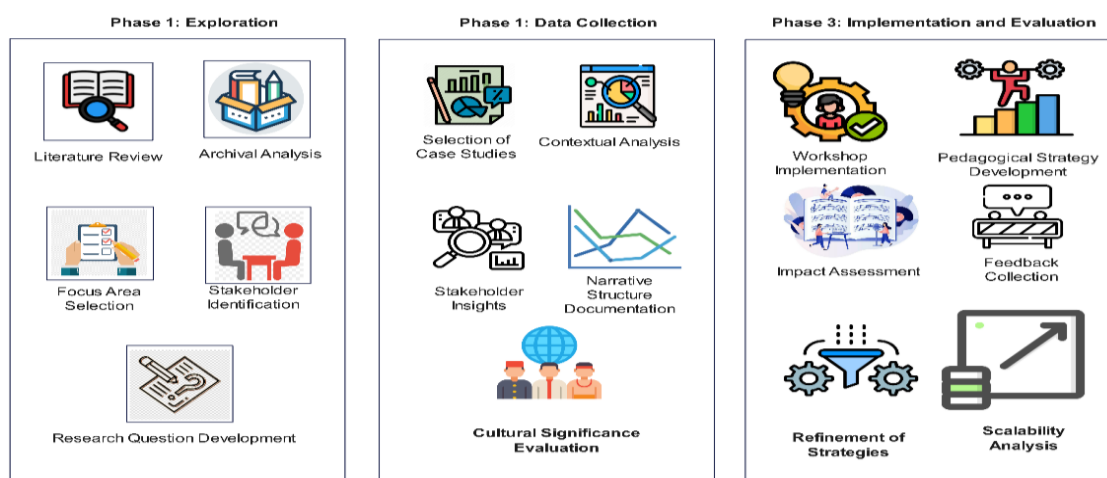 Phase 1: Exploration
Literature Review
Archival Analysis
Focus Area
Selection
Stakeholder
Identification
Research Question Development
Phase 1: Data Collection
Selection of
Case Studies
Contextual Analysis
Stakeholder
Insights
Narrative
Structure
Documentation
Cultural Significance
Evaluation
Phase 3: Implementation and Evaluation
Workshop
Implementation
Pedagogical Strategy
Development
Impact Assessment
Feedback
Collection
Refinement of
Strategies
Scalability
Analysis